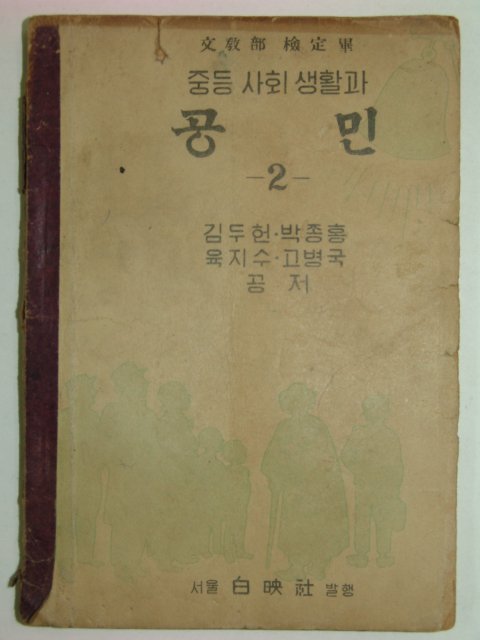 文敎部 檢定畢
중등 사회 생활과
공 민
-2-
김두헌·박종홍
육지수·고병국
공 저
서울 白映社 발행